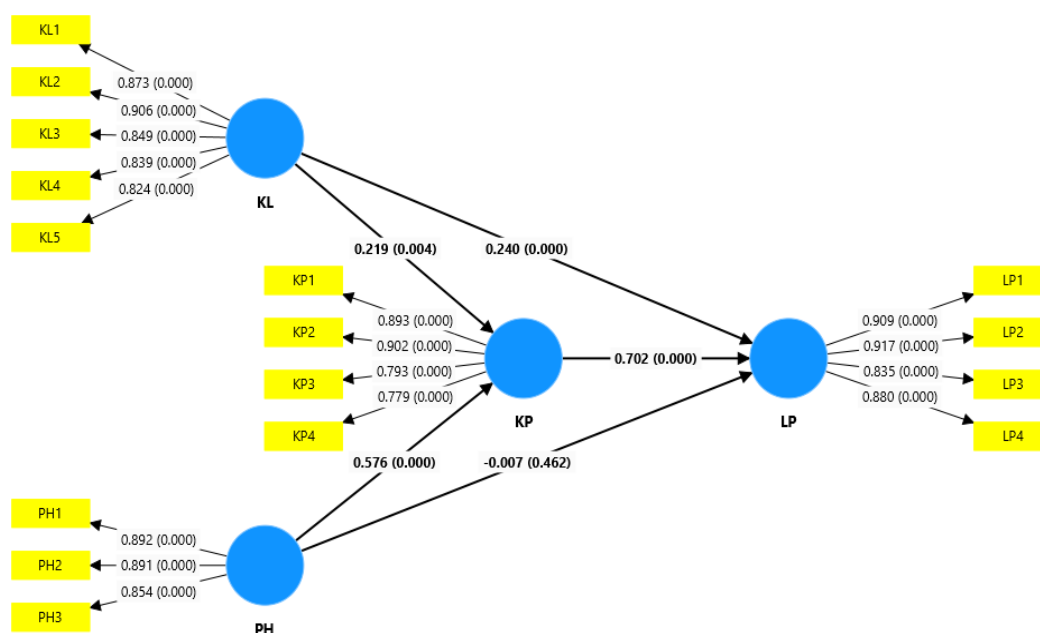 KL1
KL2
KL3
KL4
KL5
0.873 (0.000)
0.906 (0.000)
0.849 (0.000)
0.839 (0.000)
0.824 (0.000)
KL
0.219 (0.004)
0.240 (0.000)
KP1
KP2
KP3
KP4
0.893 (0.000)
0.902 (0.000)
0.793 (0.000)
0.779 (0.000)
KP
0.702 (0.000)
LP
0.909 (0.000)
0.917 (0.000)
0.835 (0.000)
0.880 (0.000)
LP1
LP2
LP3
LP4
0.576 (0.000)
-0.007 (0.462)
PH1
PH2
PH3
0.892 (0.000)
0.891 (0.000)
0.854 (0.000)
PH